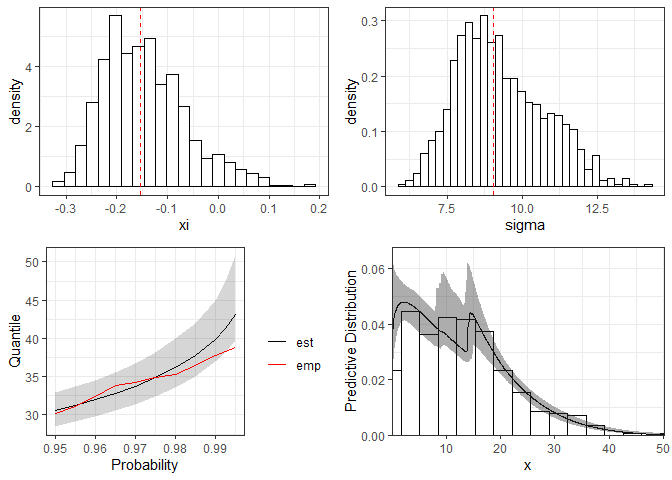 density
4
2
0
-0.3 -0.2 -0.1 0.0 0.1 0.2
xi
density
0.3
0.2
0.1
0.0
7.5 10.0 12.5
sigma
Quantile
50
45
40
35
30
0.95 0.96 0.97 0.98 0.99
Probability
est
emp
Predictive Distribution
0.06
0.04
0.02
0.00
10 20 30 40 50
x